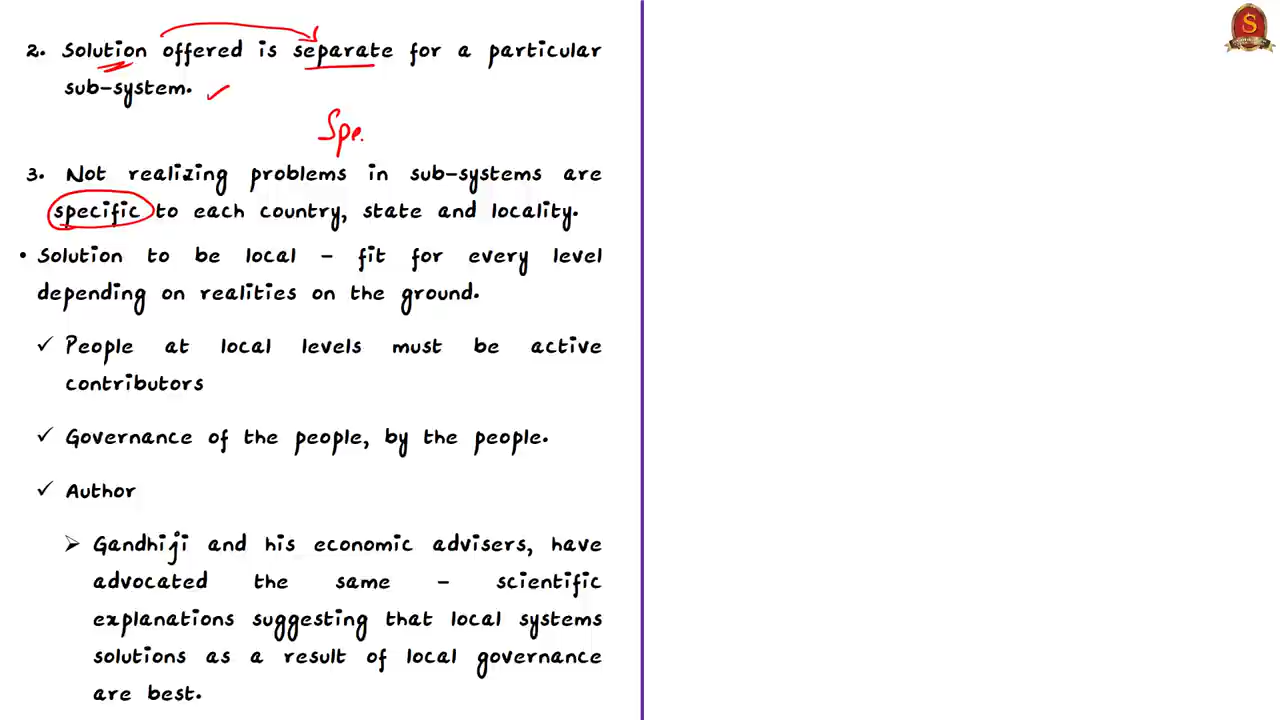 2. Solution offered is separate for a particular
sub-system.
Spe
3. Not realizing problems in sub-systems are
specific to each country, state and locality.
• Solution to be local - fit for every level
depending on realities on the ground.
✓ People at local levels must be active
contributors
✓ Governance of the people, by the people.
✓ Author
➢ Gandhiji and his economic advisers, have
advocated the same - scientific
explanations suggesting that local systems
solutions as a result of local governance
are best.
S